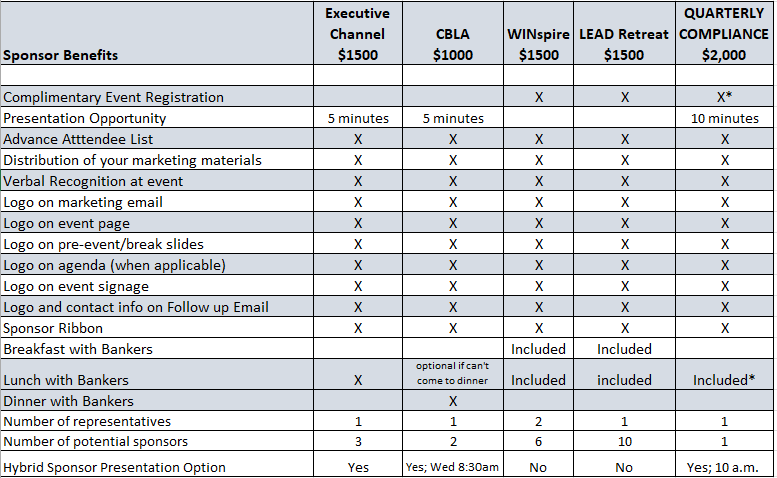 Sponsor Benefits Executive Channel $1500 CBLA $1000 WINspire $1500 LEAD Retreat $1500 QUARTERLY COMPLIANCE $2,000
Complimentary Event Registration X X X*
Presentation Opportunity 5 minutes 5 minutes 10 minutes
Advance Atttendee List X X X X X
Distribution of your marketing materials X X X X X
Verbal Recognition at event X X X X X
Logo on marketing email X X X X X
Logo on event page X X X X X
Logo on pre-event/break slides X X X X X
Logo on agenda (when applicable) X X X X X
Logo on event signage X X X X X
Logo and contact info on Follow up Email X X X X X
Sponsor Ribbon X X X X X
Breakfast with Bankers Included Included
Lunch with Bankers X optional if can't come to dinner Included included Included*
Dinner with Bankers X
Number of representatives 1 1 2 1 1
Number of potential sponsors 3 2 6 10 1
Hybrid Sponsor Presentation Option Yes Yes; Wed 8:30am No No Yes; 10 a.m.